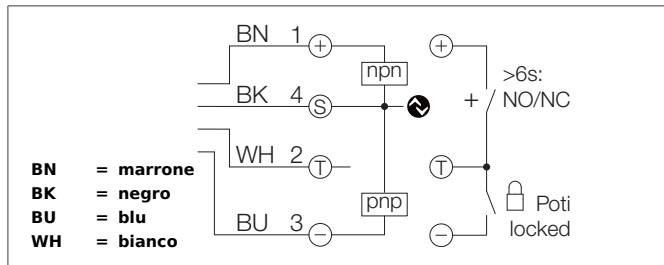 BN 1 +
npn
+
>6s:
+ NO/NC
BK 4 S
WH 2 T
T
pnp
Poti
locked
BU 3 −
−
BN = marrone
BK = negro
BU = blu
WH = bianco